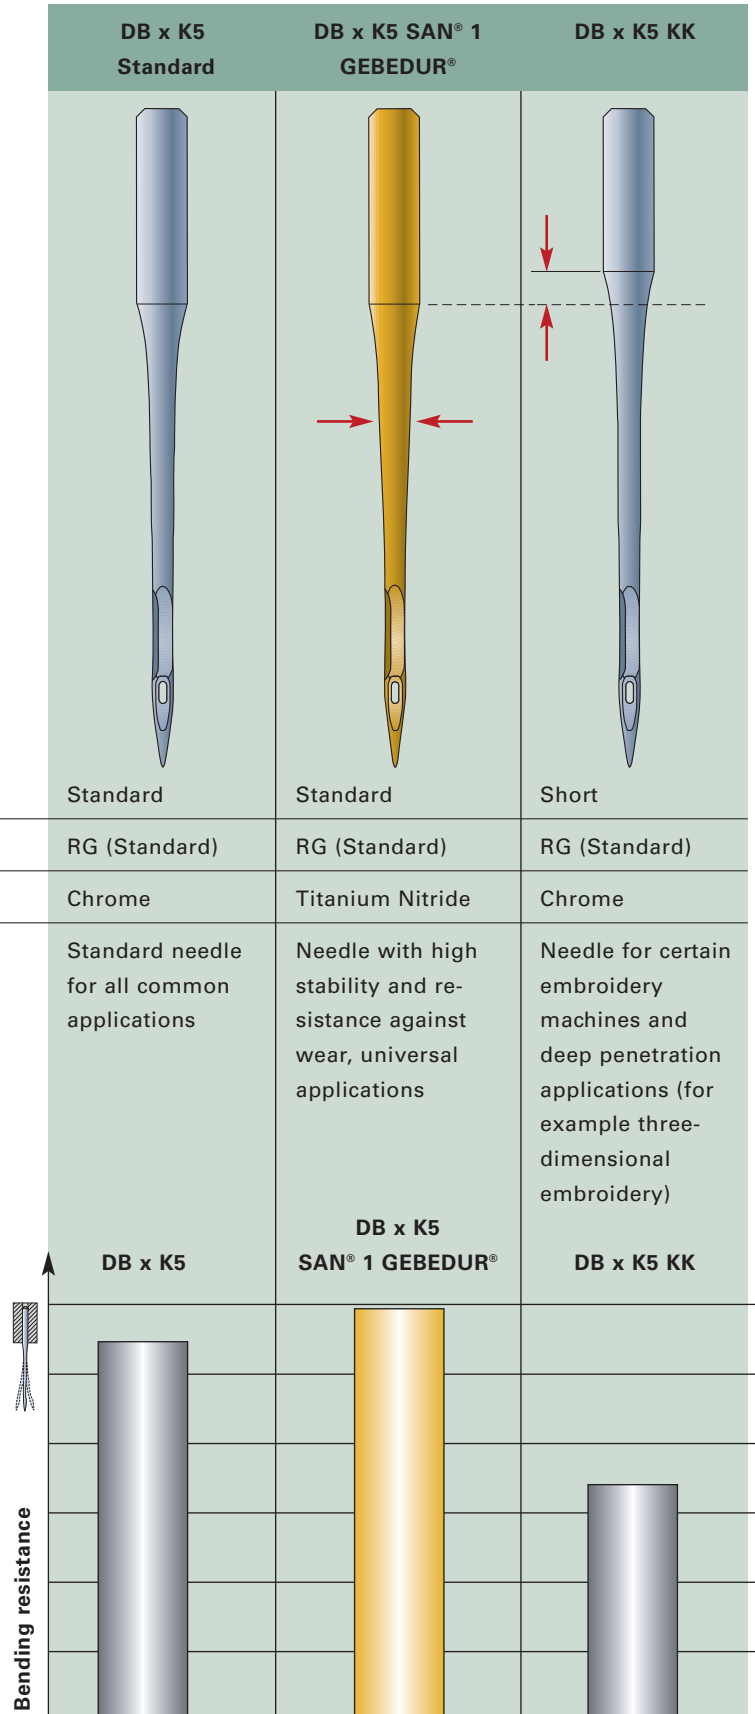 DB x K5
Standard
DB x K5 SAN® 1
GEBEDUR®
DB x K5 KK
Standard
Standard
Short
RG (Standard)
RG (Standard)
RG (Standard)
Chrome
Titanium Nitride
Chrome
Standard needle
for all common
applications
Needle with high
stability and re-
sistance against
wear, universal
applications
Needle for certain
embroidery
machines and
deep penetration
applications (for
example three-
dimensional
embroidery)
DB x K5
DB x K5
SAN® 1 GEBEDUR®
DB x K5 KK
Bending resistance